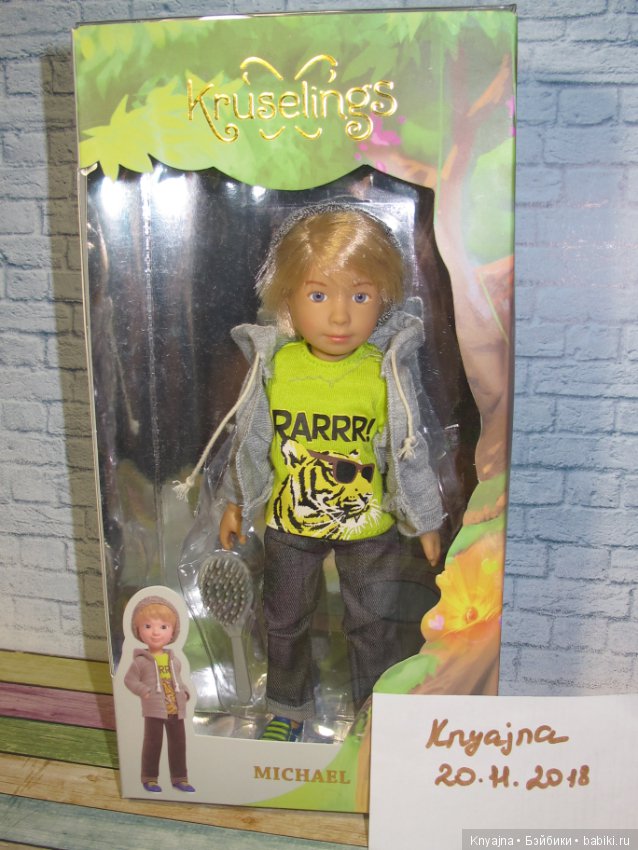 Kruselings
RARRR!
MICHAEL
Knyajna
20.11.2018
Knyajna • Бэйбики • babiki.ru